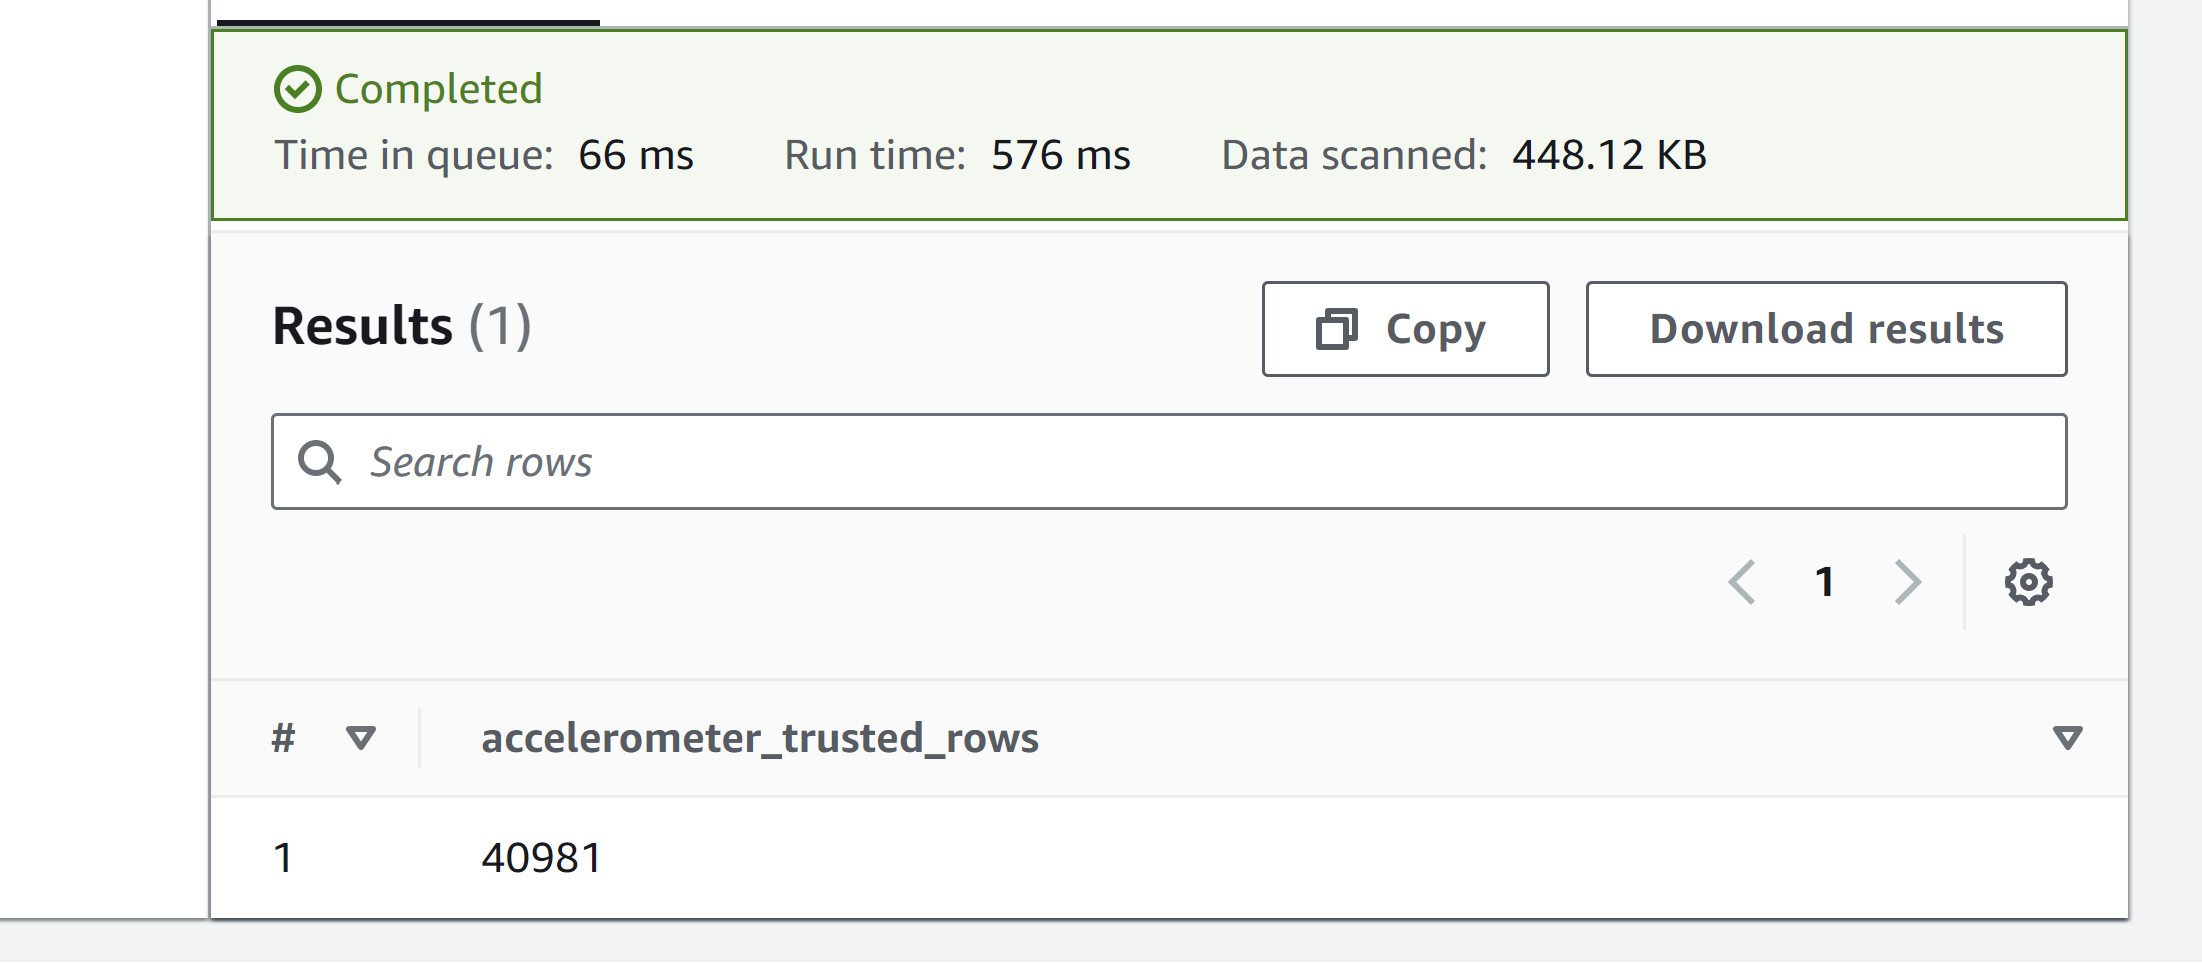 Completed
Time in queue: 66 ms Run time: 576 ms Data scanned: 448.12 KB
Results (1) Copy Download results
Search rows
1
# accelerometer_trusted_rows
1 40981